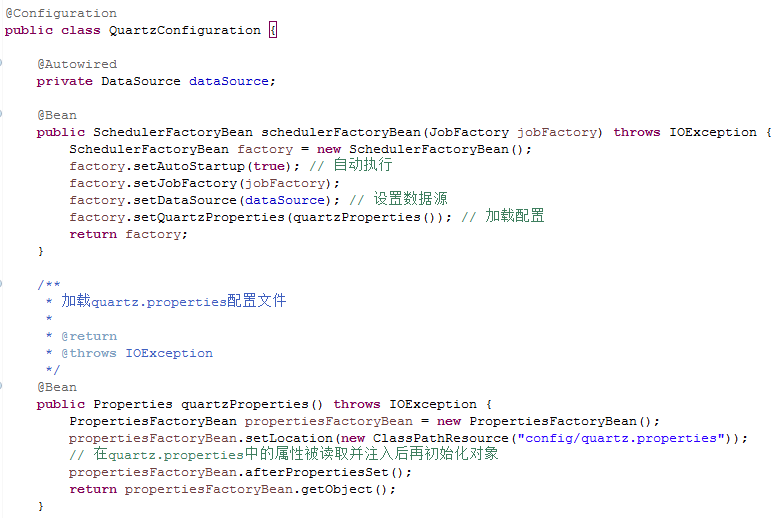 @Configuration
public class QuartzConfiguration {
@Autowired
private DataSource dataSource;
@Bean
public SchedulerFactoryBean schedulerFactoryBean(JobFactory jobFactory) throws IOException {
SchedulerFactoryBean factory = new SchedulerFactoryBean();
factory.setAutoStartup(true); // 自动执行
factory.setJobFactory(jobFactory);
factory.setDataSource(dataSource); // 设置数据源
factory.setQuartzProperties(quartzProperties()); // 加载配置
return factory;
}
/**
* 加载quartz.properties配置文件
*
* @return
* @throws IOException
*/
@Bean
public Properties quartzProperties() throws IOException {
PropertiesFactoryBean propertiesFactoryBean = new PropertiesFactoryBean();
propertiesFactoryBean.setLocation(new ClassPathResource("config/quartz.properties"));
// 在quartz.properties中的属性被读取并注入后再初始化对象
propertiesFactoryBean.afterPropertiesSet();
return propertiesFactoryBean.getObject();
}